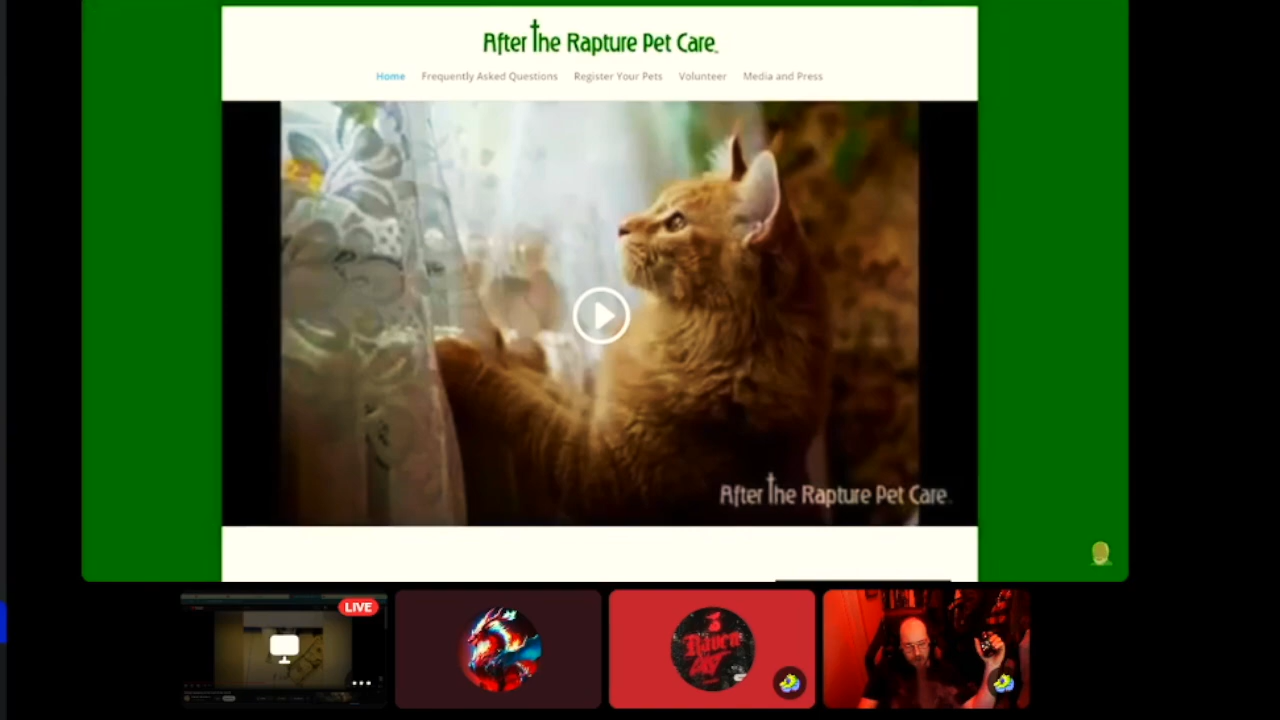 After The Rapture Pet Care
Home Frequently Asked Questions Register Your Pets Volunteer Media and Press
After The Rapture Pet Care
LIVE
Raven